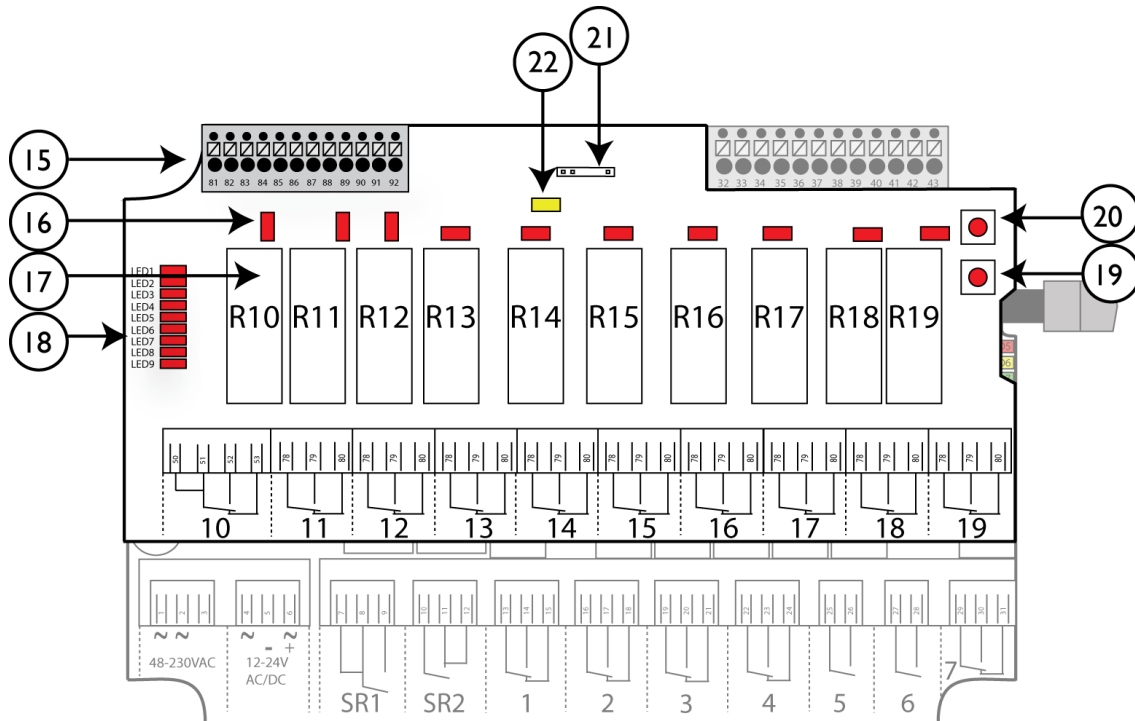 21
22
15
81 82 83 84 85 86 87 88 89 90 91 92
32 33 34 35 36 37 38 39 40 41 42 43
16
20
17
19
18
LED1
LED2
LED3
LED4
LED5
LED6
LED7
LED8
LED9
R10 R11 R12 R13 R14 R15 R16 R17 R18 R19
50 51 52 53 78 79 80 78 79 80 78 79 80 78 79 80 78 79 80 78 79 80 78 79 80 78 79 80 78 79 80
10 11 12 13 14 15 16 17 18 19
1 2 3 4 5 6 7 8 9 10 11 12 13 14 15 16 17 18 19 20 21 22 23 24 25 26 27 28 29 30 31
~ ~ ~ - ~ +
48-230VAC
12-24V
AC/DC
SR1 SR2 1 2 3 4 5 6 7